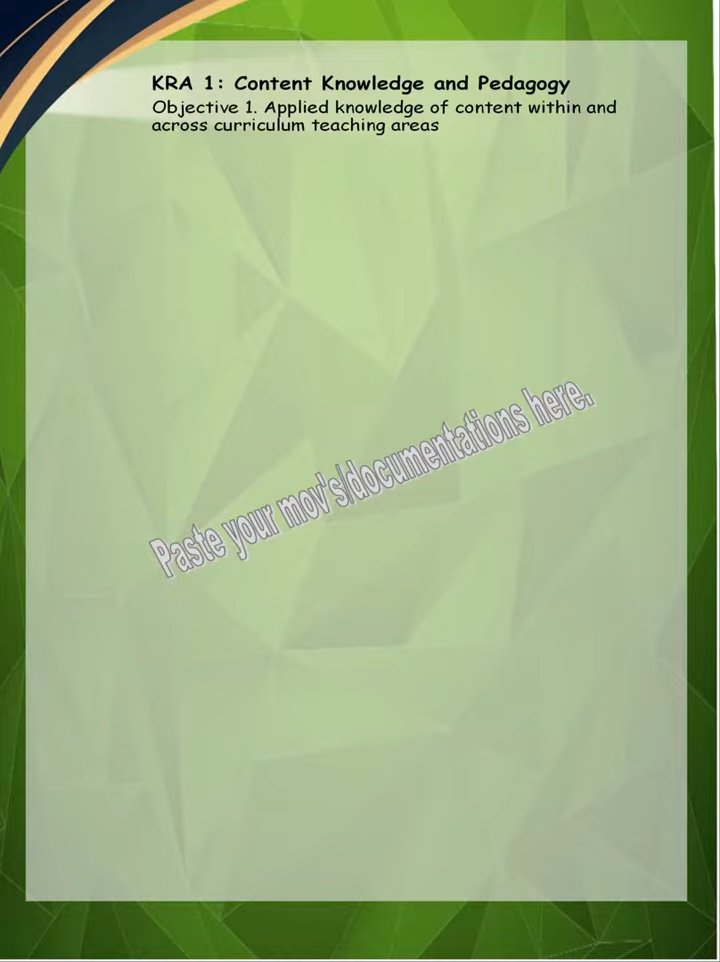 KRA 1: Content Knowledge and Pedagogy
Objective 1. Applied knowledge of content within and
across curriculum teaching areas
Paste your mov's/documentations here.